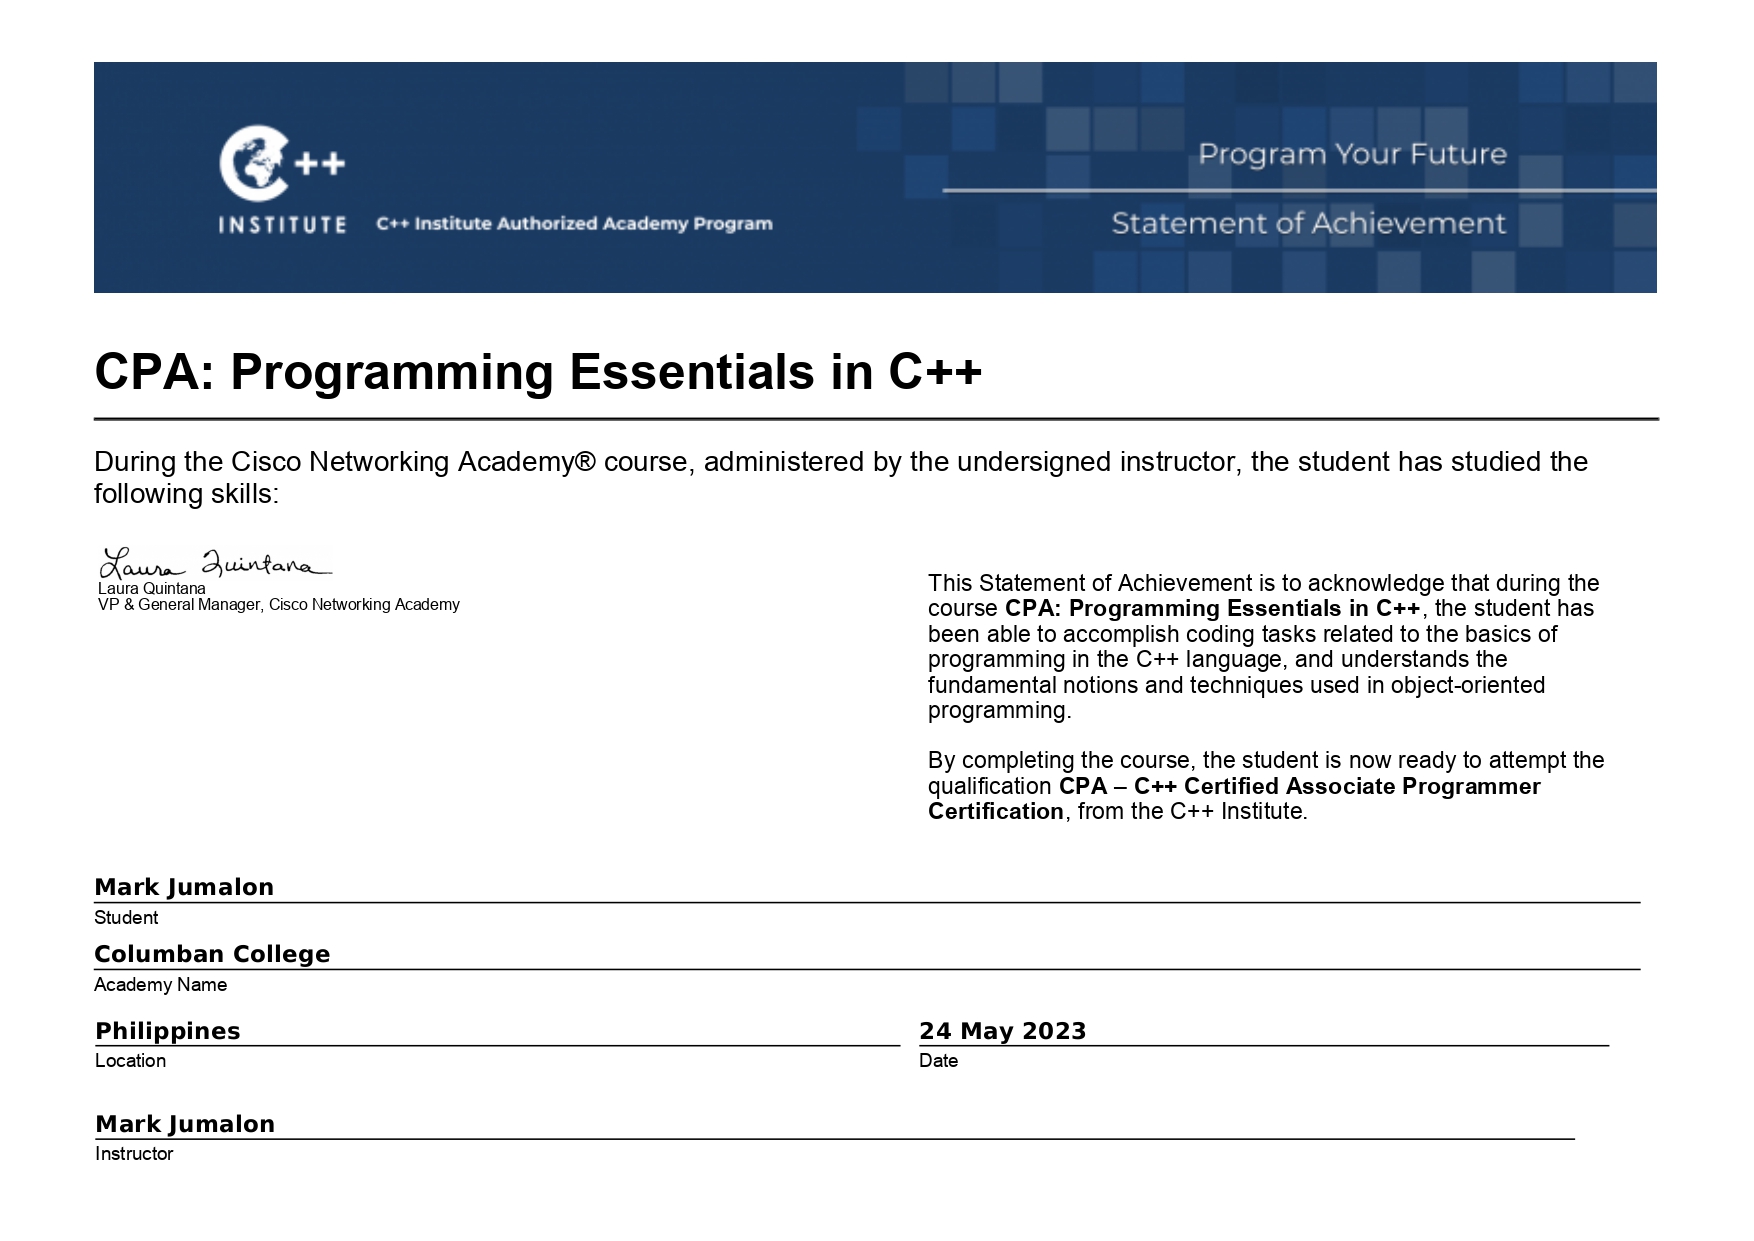 C++
INSTITUTE
C++ Institute Authorized Academy Program
Program Your Future
Statement of Achievement
CPA: Programming Essentials in C++
During the Cisco Networking Academy® course, administered by the undersigned instructor, the student has studied the
following skills:
Laura Quintana
Laura Quintana
VP & General Manager, Cisco Networking Academy
This Statement of Achievement is to acknowledge that during the
course CPA: Programming Essentials in C++, the student has
been able to accomplish coding tasks related to the basics of
programming in the C++ language, and understands the
fundamental notions and techniques used in object-oriented
programming.
By completing the course, the student is now ready to attempt the
qualification CPA – C++ Certified Associate Programmer
Certification, from the C++ Institute.
Mark Jumalon
Student
Columban College
Academy Name
Philippines
Location
24 May 2023
Date
Mark Jumalon
Instructor